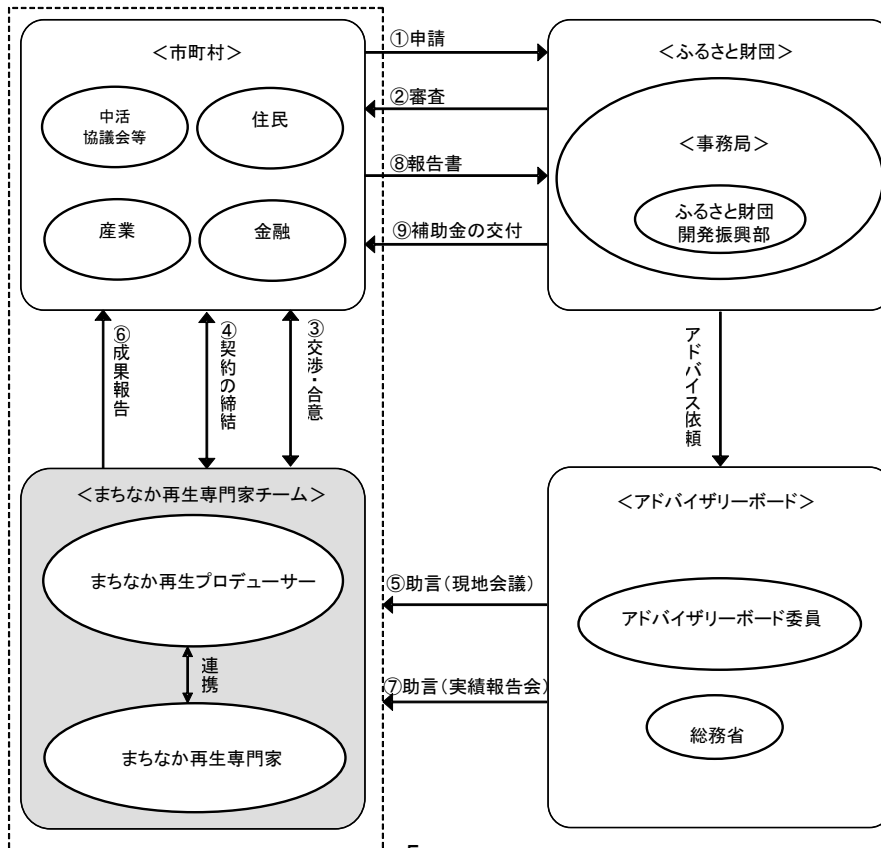 ＜市町村＞
中活
協議会等
住民
産業
金融
①申請
②審査
⑧報告書
⑨補助金の交付
＜ふるさと財団＞
＜事務局＞
ふるさと財団
開発振興部
⑥成果報告
④契約の締結
③交渉・合意
アドバイス依頼
＜まちなか再生専門家チーム＞
まちなか再生プロデューサー
連携
まちなか再生専門家
⑤助言（現地会議）
⑦助言（実績報告会）
＜アドバイザリーボード＞
アドバイザリーボード委員
総務省